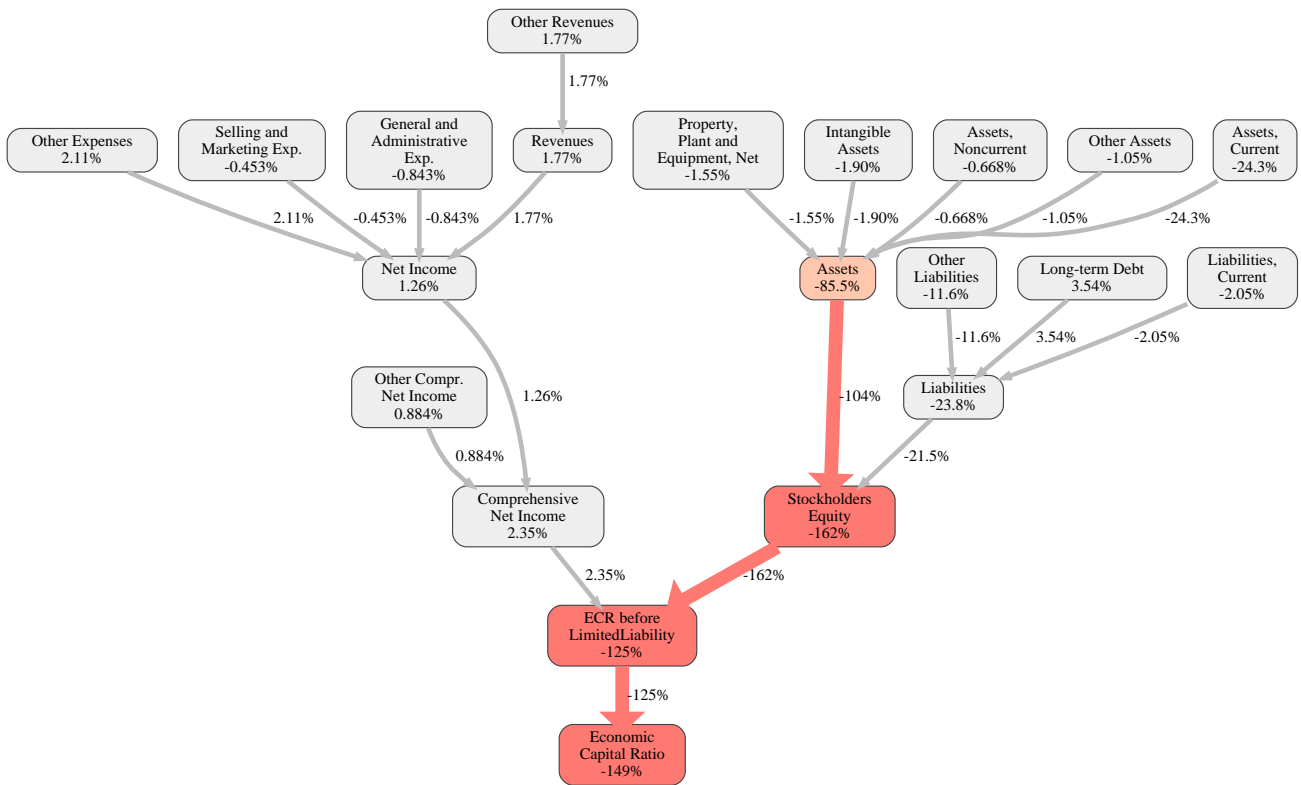 Other Revenues
1.77%
1.77%
Other Expenses
2.11%
Selling and
Marketing Exp.
-0.453%
General and
Administrative
Exp.
-0.843%
Revenues
1.77%
Property,
Plant and
Equipment, Net
-1.55%
Intangible
Assets
-1.90%
Assets,
Noncurrent
-0.668%
Other Assets
-1.05%
Assets,
Current
-24.3%
2.11%
-0.453%
-0.843%
1.77%
-1.55%
-1.90%
-0.668%
-1.05%
-24.3%
Net Income
1.26%
Assets
-85.5%
Other
Liabilities
-11.6%
Long-term Debt
3.54%
Liabilities,
Current
-2.05%
-11.6%
3.54%
-2.05%
Other Compr.
Net Income
0.884%
1.26%
-104%
Liabilities
-23.8%
0.884%
-21.5%
Comprehensive
Net Income
2.35%
Stockholders
Equity
-162%
2.35%
-162%
ECR before
LimitedLiability
-125%
-125%
Economic
Capital Ratio
-149%